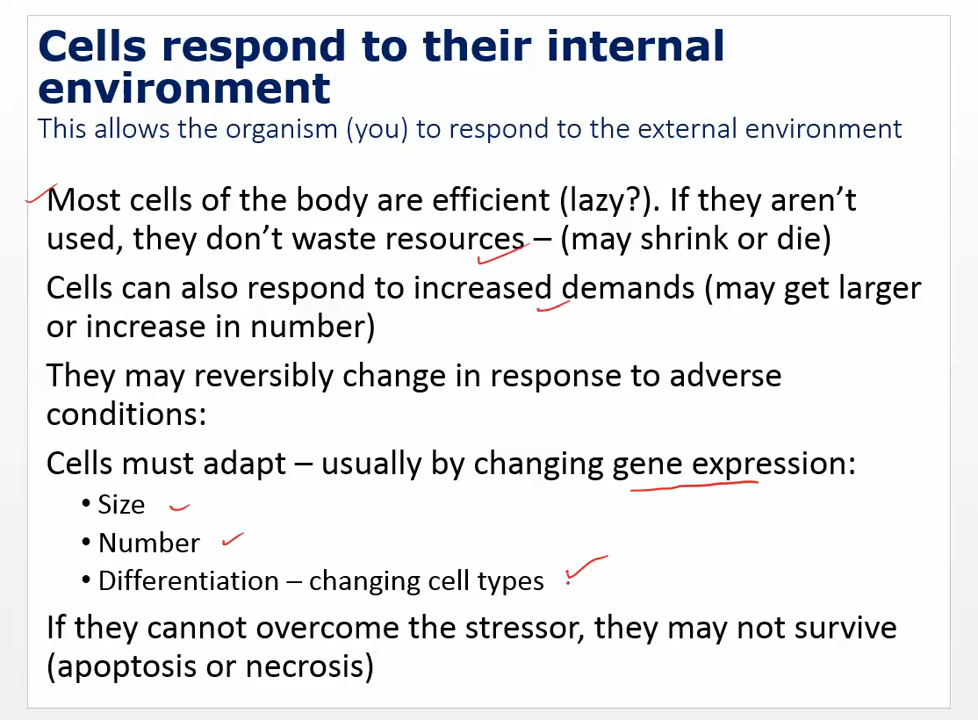 Cells respond to their internal
environment
This allows the organism (you) to respond to the external environment
Most cells of the body are efficient (lazy?). If they aren’t
used, they don’t waste resources – (may shrink or die)
Cells can also respond to increased demands (may get larger
or increase in number)
They may reversibly change in response to adverse
conditions:
Cells must adapt – usually by changing gene expression:
• Size
• Number
• Differentiation – changing cell types
If they cannot overcome the stressor, they may not survive
(apoptosis or necrosis)